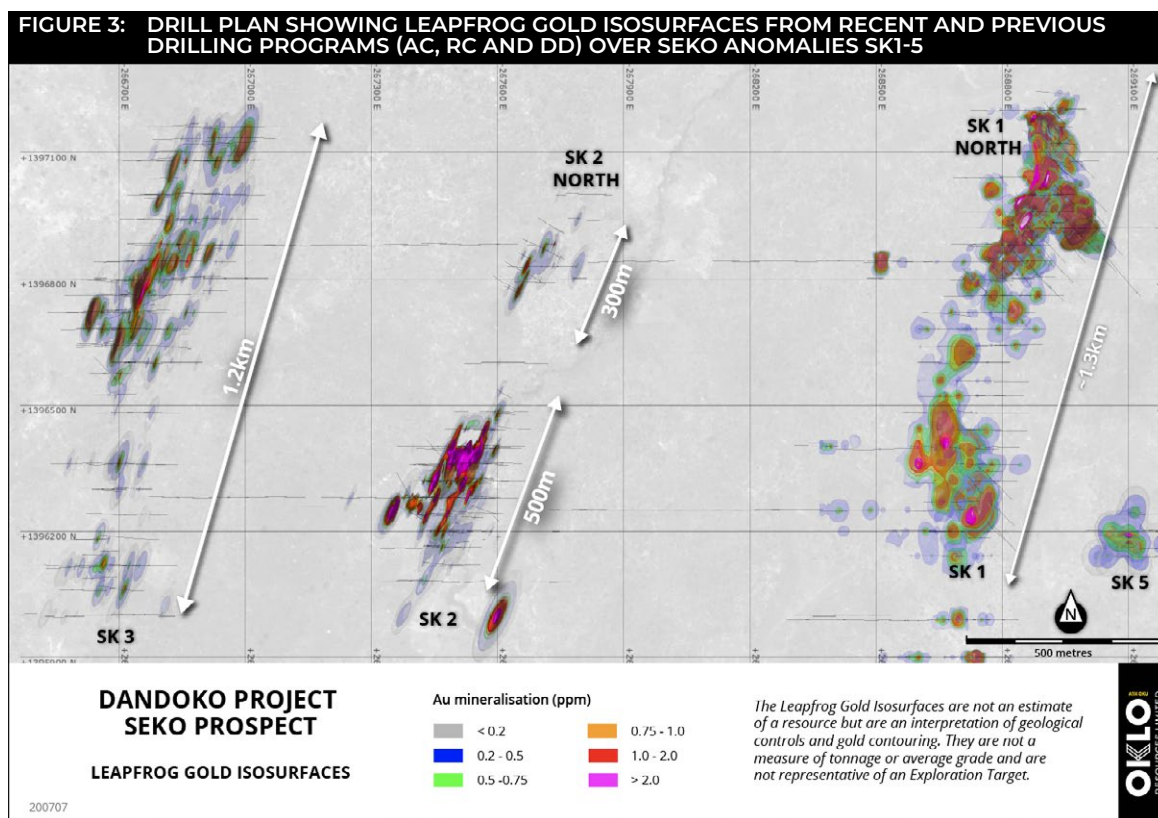 FIGURE 3: DRILL PLAN SHOWING LEAPFROG GOLD ISOSURFACES FROM RECENT AND PREVIOUS
DRILLING PROGRAMS (AC, RC AND DD) OVER SEKO ANOMALIES SK1-5
266700 E
267000 E
267300 E
267600 E
267900 E
268200 E
268500 E
268800 E
269100 E
+1397100 N
+1396800 N
+1396500 N
+1396200 N
SK 1
NORTH
SK 2
NORTH
300m
1.2km
~1.3km
500m
SK 3
SK 2
SK 1
SK 5
N
500 metres
DANDOKO PROJECT
SEKO PROSPECT
LEAPFROG GOLD ISOSURFACES
200707
Au mineralisation (ppm)
< 0.2
0.2 - 0.5
0.5 -0.75
0.75 - 1.0
1.0 - 2.0
> 2.0
The Leapfrog Gold Isosurfaces are not an estimate
of a resource but are an interpretation of geological
controls and gold contouring. They are not a
measure of tonnage or average grade and are
not representative of an Exploration Target.
OKLO
RESOURCES LIMITED